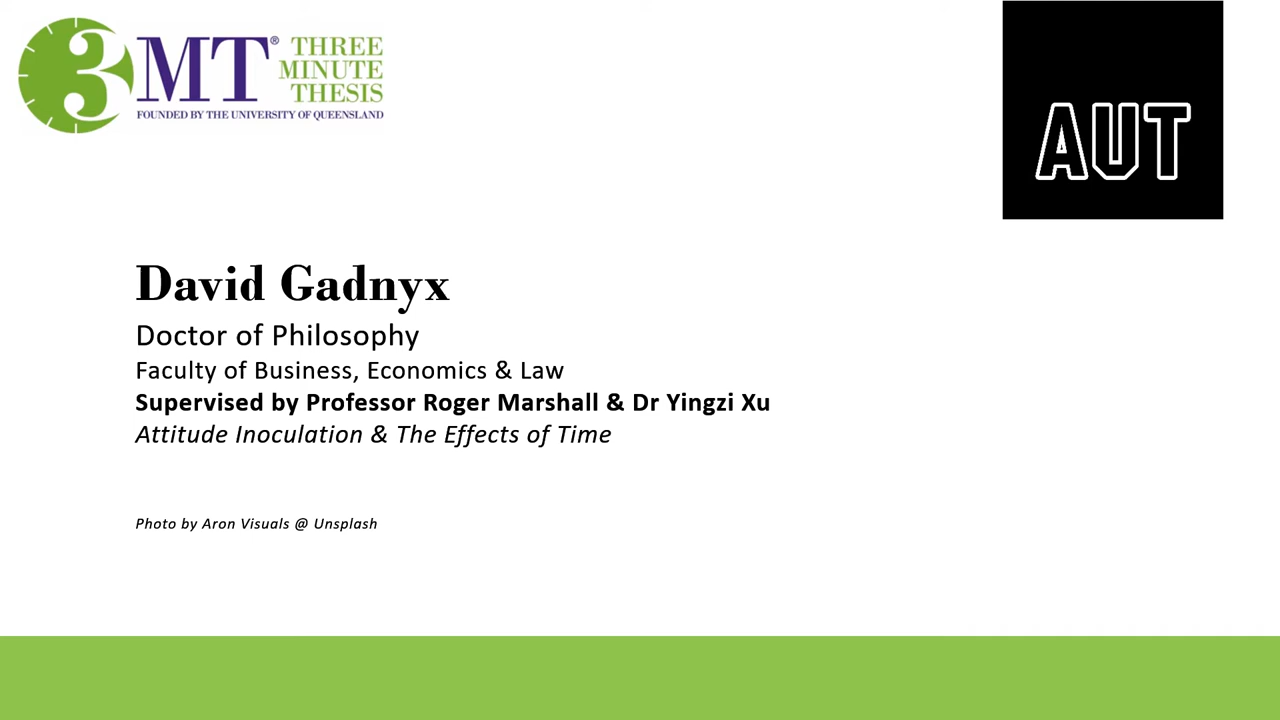 3MT® THREE
MINUTE
THESIS
FOUNDED BY THE UNIVERSITY OF QUEENSLAND
AUT
David Gadnyx
Doctor of Philosophy
Faculty of Business, Economics & Law
Supervised by Professor Roger Marshall & Dr Yingzi Xu
Attitude Inoculation & The Effects of Time
Photo by Aron Visuals @ Unsplash